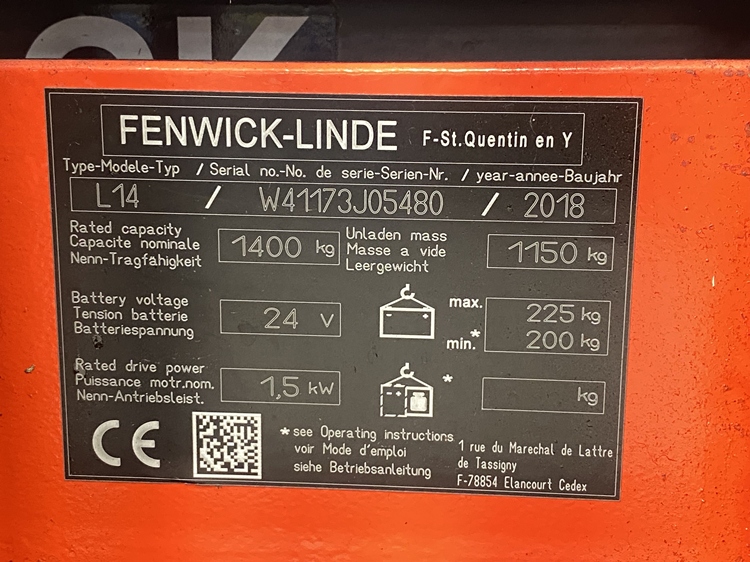 OK
FENWICK-LINDE F-St.Quentin en Y
Type-Modele-Typ / Serial no.-No. de serie-Serien-Nr. / year-annee-Baujahr
L14 / W41173J05480 / 2018
Rated capacity
Capacite nominale
Nenn-Tragfähigkeit
1400 kg
Unladen mass
Masse a vide
Leergewicht
1150 kg
Battery voltage
Tension batterie
Batteriespannung
24 V
max. 225 kg
min.* 200 kg
Rated drive power
Puissance motr.nom.
Nenn-Antriebsleist.
1,5 kW
* kg
CE
* see Operating instructions
voir Mode d'emploi
siehe Betriebsanleitung
1 rue du Marechal de Lattre
de Tassigny
F-78854 Elancourt Cedex